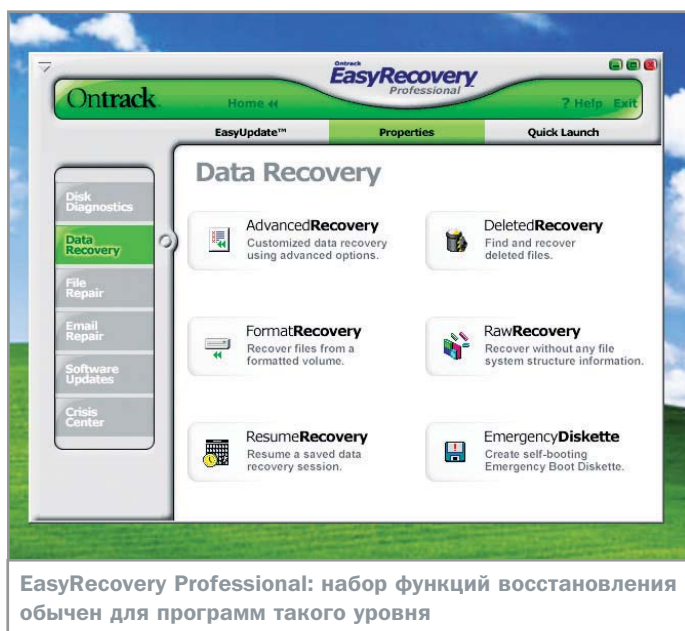 Ontrack
EasyRecovery
Professional
Ontrack
Home
? Help Exit
EasyUpdate™ Properties Quick Launch
Data Recovery
Disk
Diagnostics
Data
Recovery
File
Repair
Email
Repair
Software
Updates
Crisis
Center
AdvancedRecovery
Customized data recovery
using advanced options.
DeletedRecovery
Find and recover
deleted files.
FormatRecovery
Recover files from a
formatted volume.
RawRecovery
Recover without any file
system structure information.
ResumeRecovery
Resume a saved data
recovery session.
EmergencyDiskette
Create self-booting
Emergency Boot Diskette.
EasyRecovery Professional: набор функций восстановления
обычен для программ такого уровня